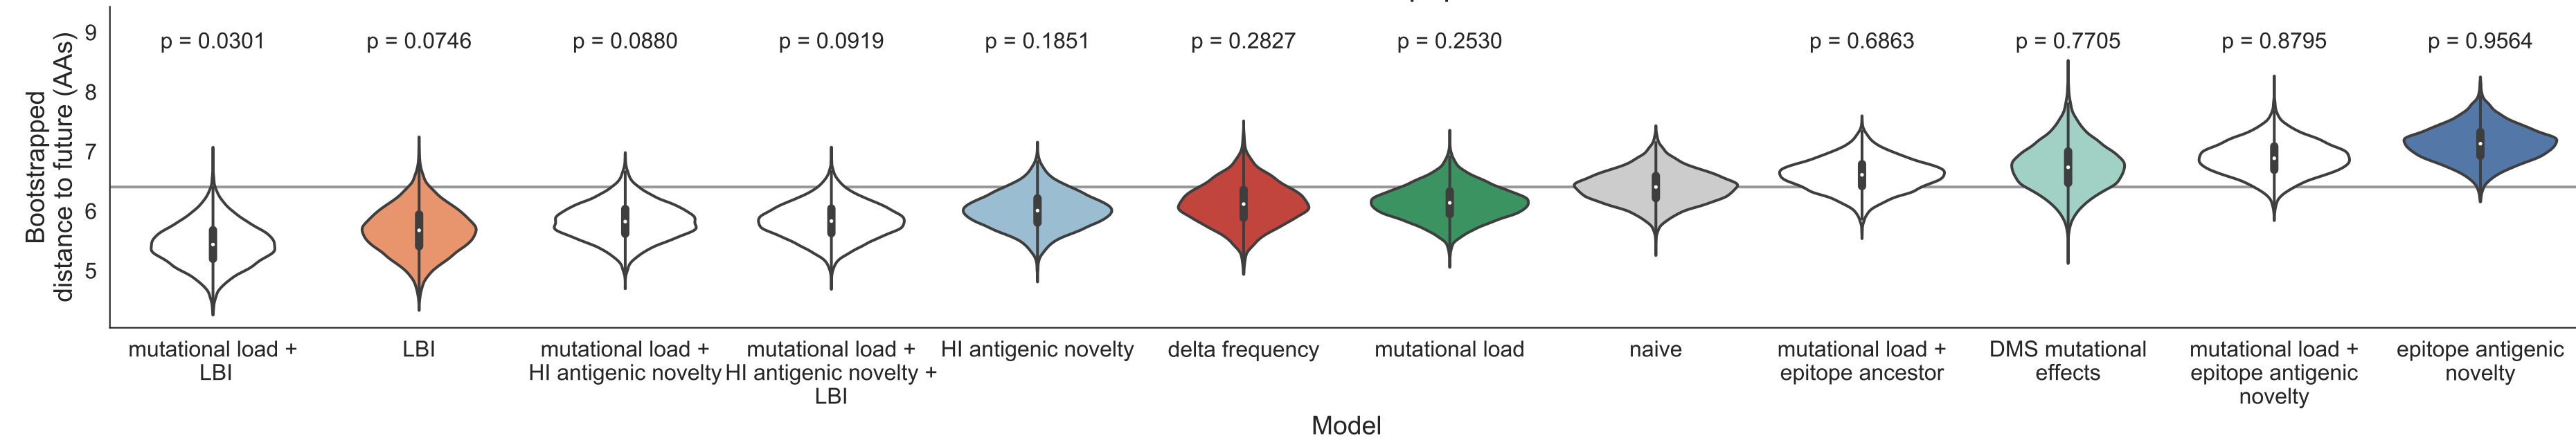 9
8
7
6
5
Bootstrapped
distance to future (AAs)
p = 0.0301
p = 0.0746
p = 0.0880
p = 0.0919
p = 0.1851
p = 0.2827
p = 0.2530
p = 0.6863
p = 0.7705
p = 0.8795
p = 0.9564
mutational load +
LBI
LBI
mutational load +
HI antigenic novelty
mutational load +
HI antigenic novelty +
LBI
HI antigenic novelty
delta frequency
mutational load
naive
mutational load +
epitope ancestor
DMS mutational
effects
mutational load +
epitope antigenic
novelty
epitope antigenic
novelty
Model